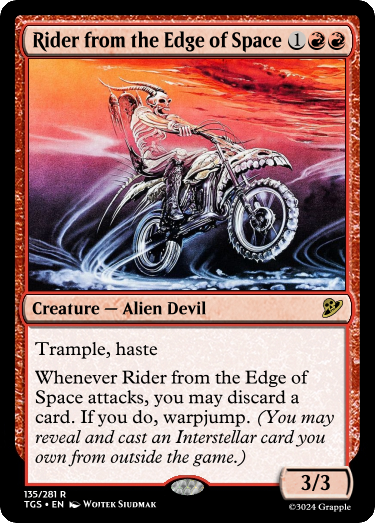 Rider from the Edge of Space 1
Creature — Alien Devil
Trample, haste
Whenever Rider from the Edge of
Space attacks, you may discard a
card. If you do, warpjump. (You may
reveal and cast an Interstellar card you
own from outside the game.)
3/3
135/281 R
TGS • EN Wojtek Siudmak
©3024 Grapple